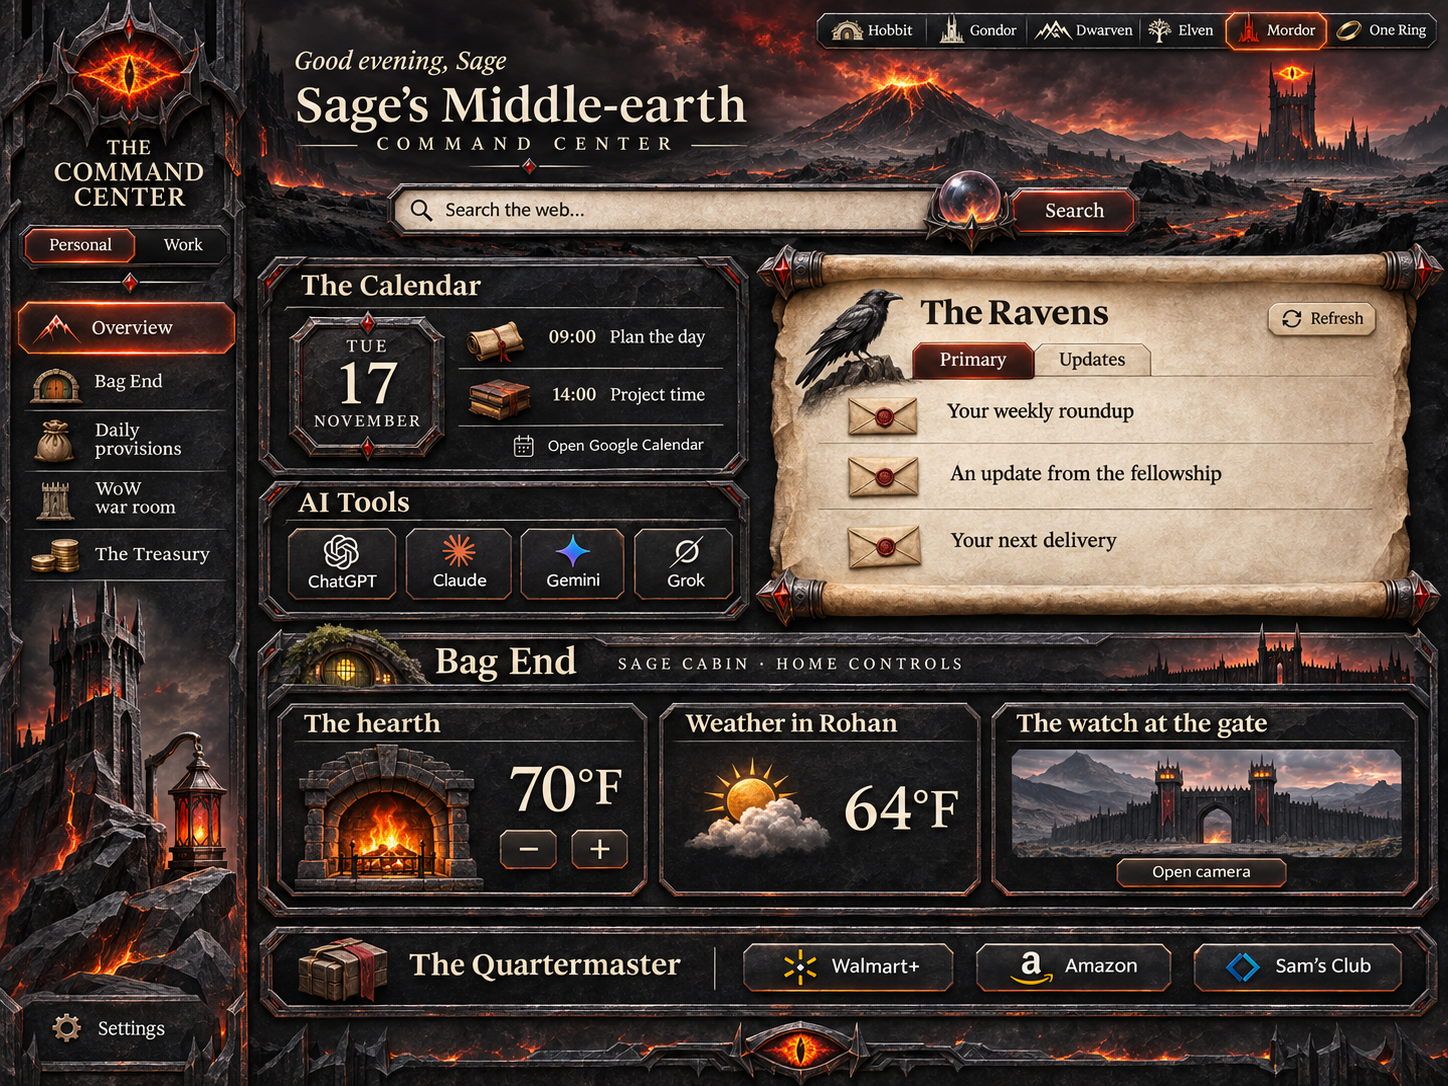 Hobbit
Gondor
Dwarven
Elven
Mordor
One Ring
Good evening, Sage
Sage's Middle-earth
COMMAND CENTER
Search the web...
Search
THE
COMMAND
CENTER
Personal
Work
Overview
Bag End
Daily
provisions
WoW
war room
The Treasury
Settings
The Calendar
TUE
17
NOVEMBER
09:00 Plan the day
14:00 Project time
Open Google Calendar
AI Tools
ChatGPT
Claude
Gemini
Grok
The Ravens
Refresh
Primary
Updates
Your weekly roundup
An update from the fellowship
Your next delivery
Bag End
SAGE CABIN · HOME CONTROLS
The hearth
70°F
− +
Weather in Rohan
64°F
The watch at the gate
Open camera
The Quartermaster
Walmart+
a Amazon
Sam's Club